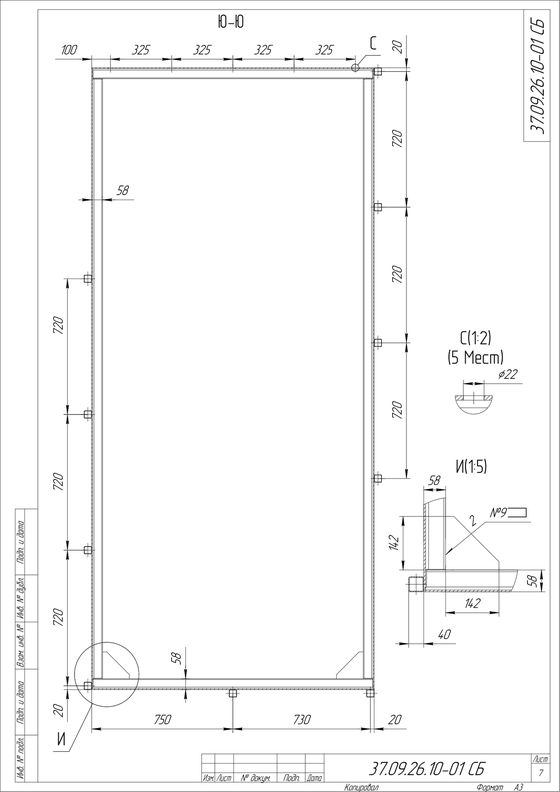 Ю-Ю
37.09.26.10-01 СБ
100
325
325
325
325
С
20
720
58
720
720
720
720
720
С(1:2)
(5 Мест)
⌀22
И(1:5)
58
№9
2
142
58
142
40
58
20
И
750
730
20
Подп. и дата
Инв. № дубл.
Взам. инв. №
Подп. и дата
Инв. № подл.
Изм. Лист № докум. Подп. Дата
37.09.26.10-01 СБ
Лист
7
Копировал Формат А3